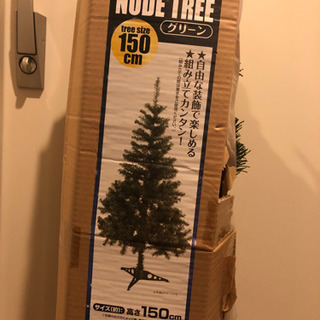 NUDE TREE
グリーン
tree size
150
cm
★自由な装飾で楽しめる
★組み立てカンタン！
サイズ(約): 高さ150cm